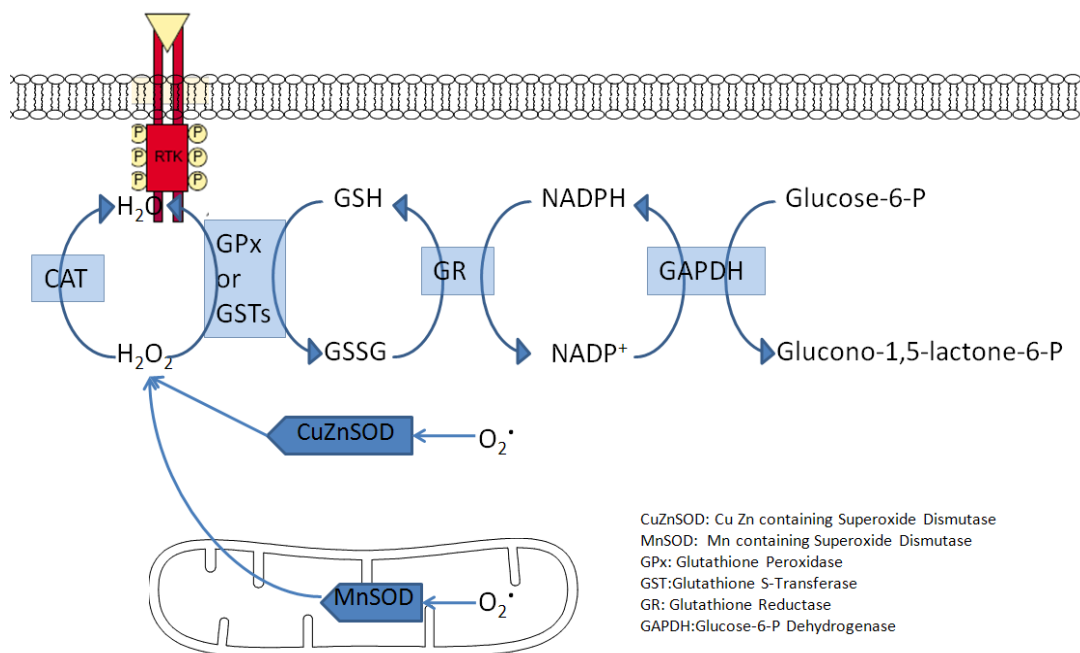 P
P
P
RTK
P
P
P
H₂O
GSH
NADPH
Glucose-6-P
CAT
GPx
or
GSTs
GR
GAPDH
H₂O₂
GSSG
NADP⁺
Glucono-1,5-lactone-6-P
CuZnSOD
O₂•
MnSOD
O₂•
CuZnSOD: Cu Zn containing Superoxide Dismutase
MnSOD: Mn containing Superoxide Dismutase
GPx: Glutathione Peroxidase
GST:Glutathione S-Transferase
GR: Glutathione Reductase
GAPDH:Glucose-6-P Dehydrogenase